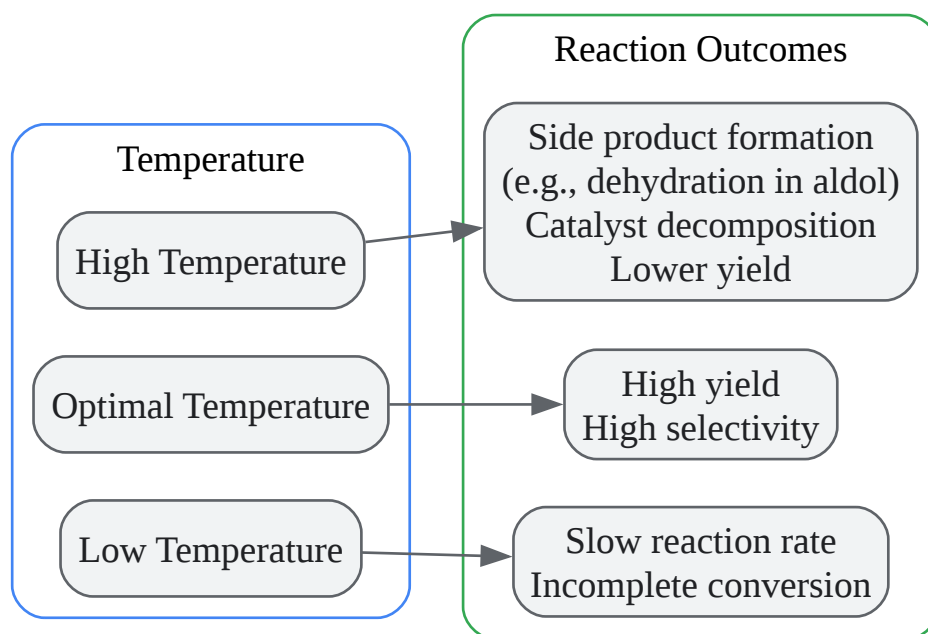 Reaction Outcomes
Temperature
High Temperature
Side product formation
(e.g., dehydration in aldol)
Catalyst decomposition
Lower yield
Optimal Temperature
High yield
High selectivity
Low Temperature
Slow reaction rate
Incomplete conversion